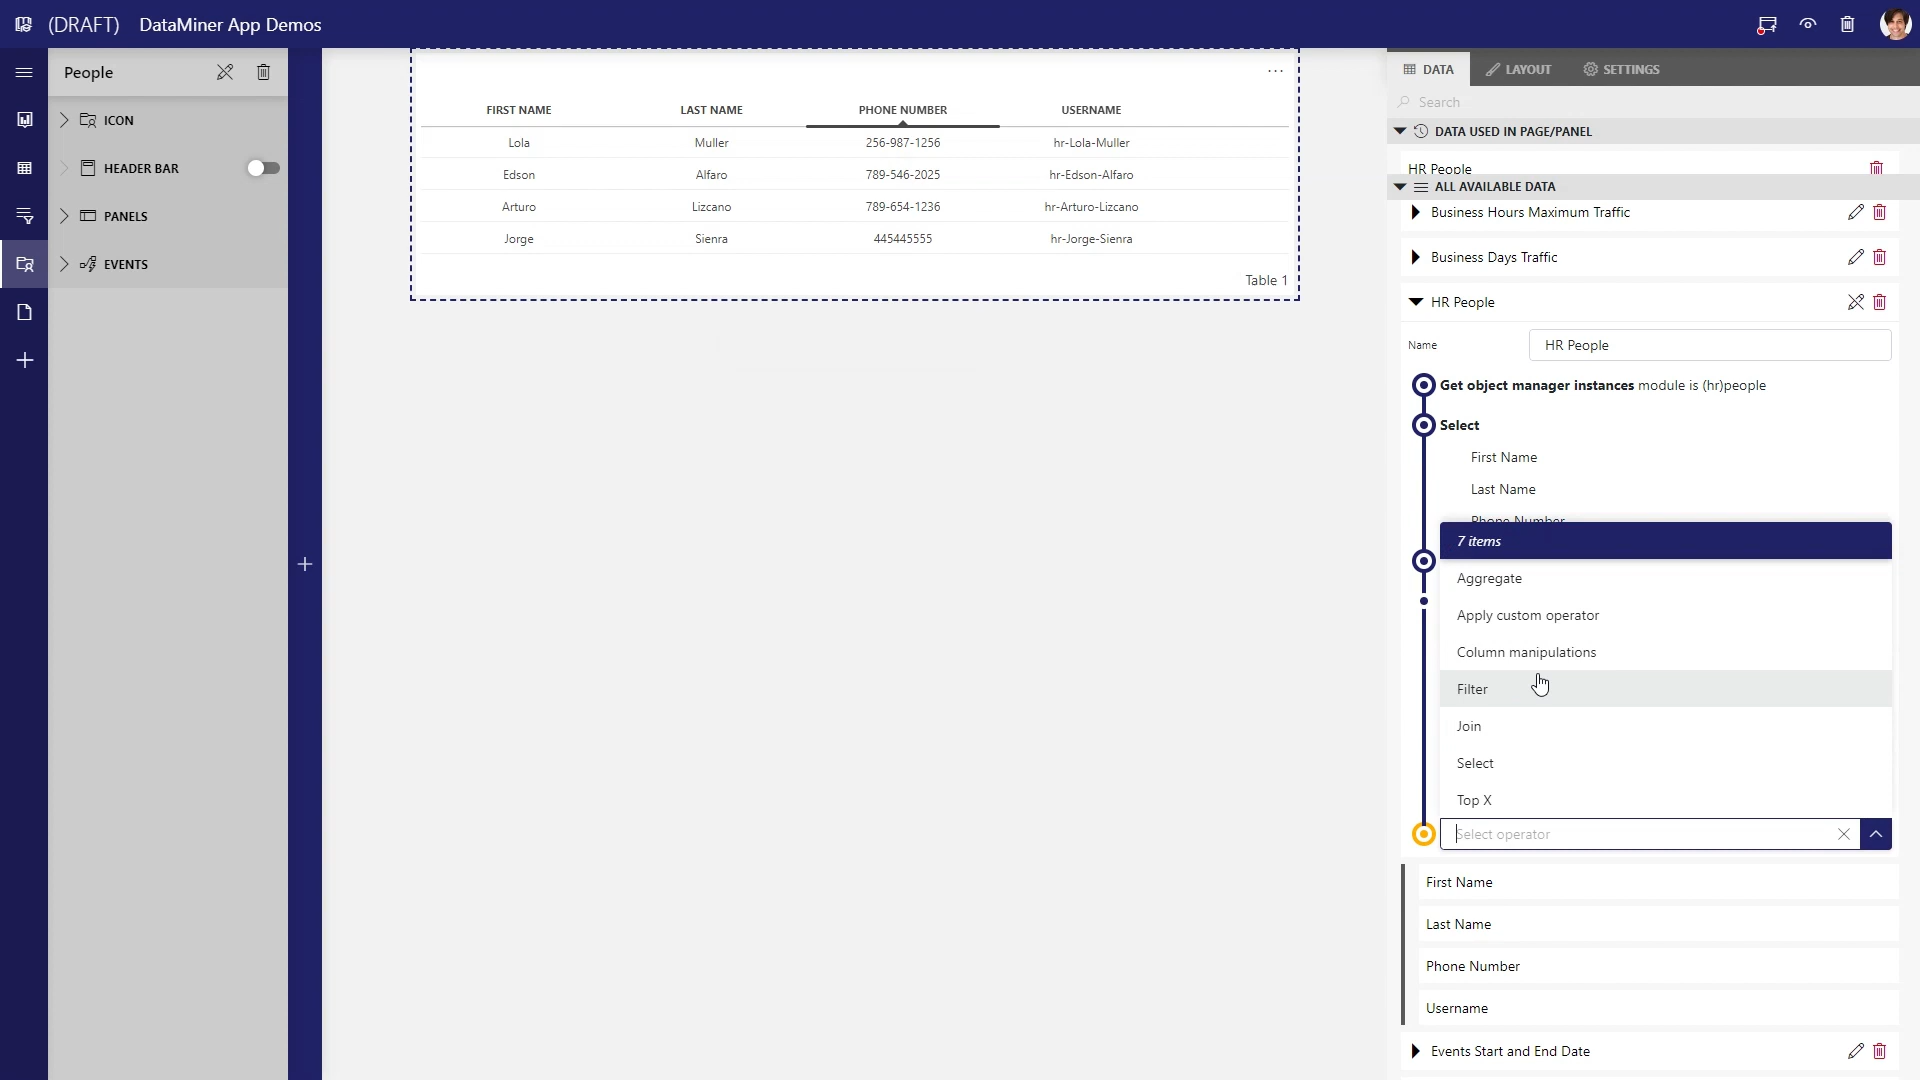 (DRAFT) DataMiner App Demos
People
ICON
HEADER BAR
PANELS
EVENTS
FIRST NAME LAST NAME PHONE NUMBER USERNAME
Lola Muller 256-987-1256 hr-Lola-Muller
Edson Alfaro 789-546-2025 hr-Edson-Alfaro
Arturo Lizcano 789-654-1236 hr-Arturo-Lizcano
Jorge Sienra 445445555 hr-Jorge-Sienra
Table 1
DATA LAYOUT SETTINGS
Search
DATA USED IN PAGE/PANEL
HR People
ALL AVAILABLE DATA
Business Hours Maximum Traffic
Business Days Traffic
HR People
Name HR People
Get object manager instances module is (hr)people
Select
First Name
Last Name
Phone Number
7 items
Aggregate
Apply custom operator
Column manipulations
Filter
Join
Select
Top X
Select operator
First Name
Last Name
Phone Number
Username
Events Start and End Date